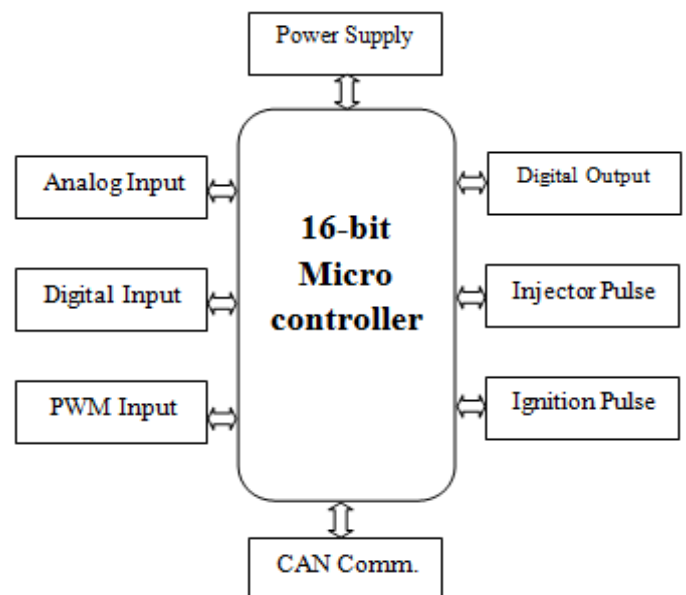 Power Supply
Analog Input
Digital Input
PWM Input
16-bit
Micro
controller
Digital Output
Injector Pulse
Ignition Pulse
CAN Comm.